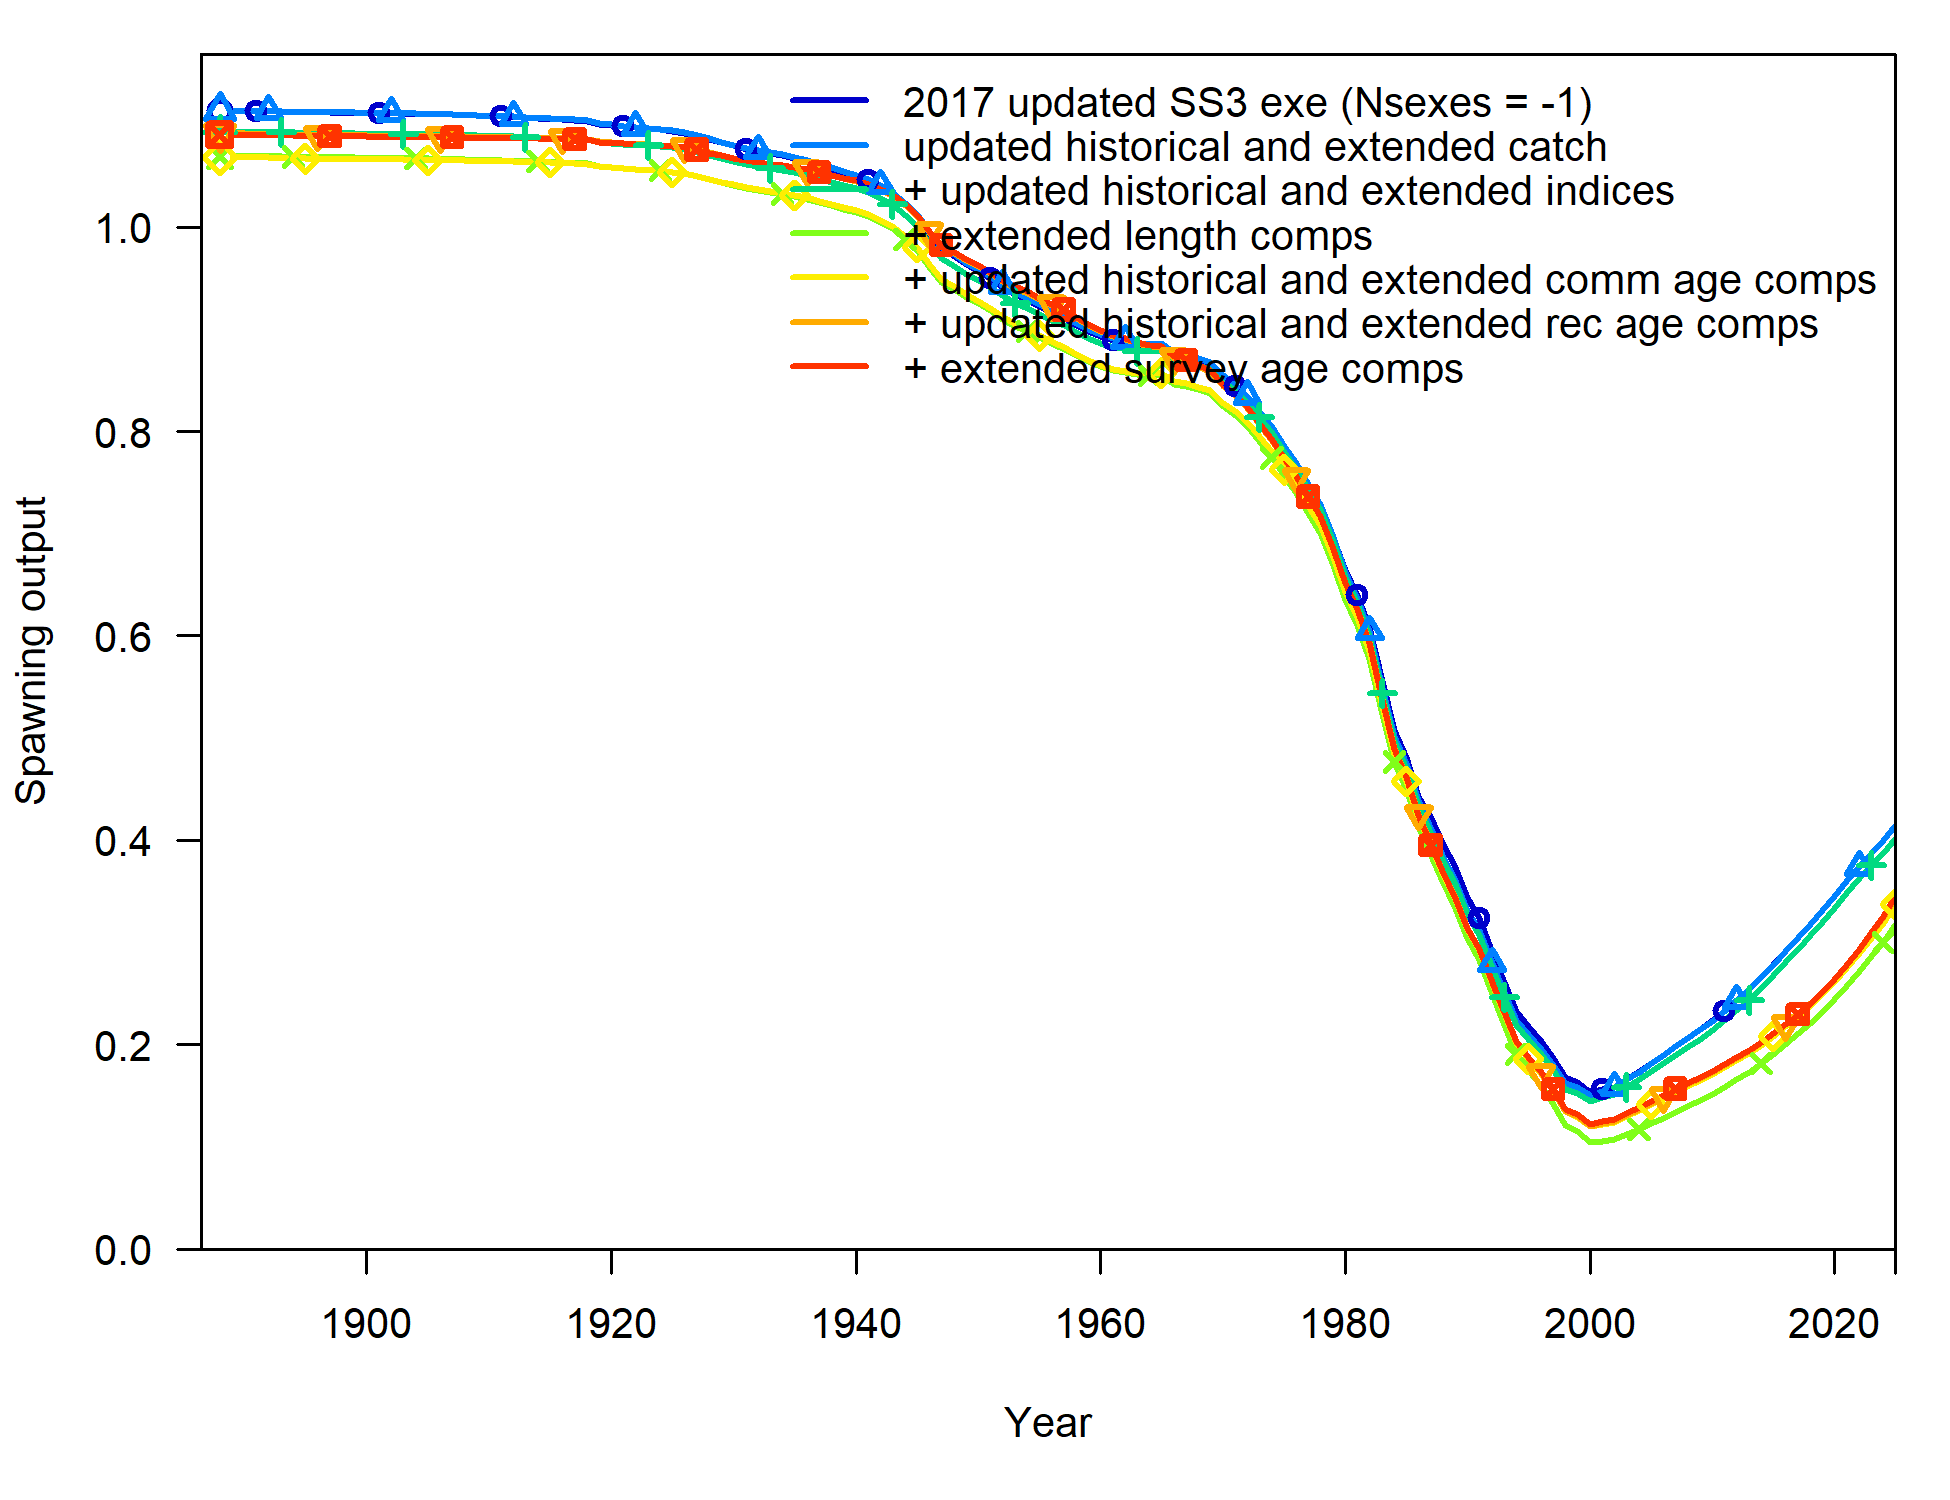 2017 updated SS3 exe (Nsexes = -1)
updated historical and extended catch
+ updated historical and extended indices
+ extended length comps
+ updated historical and extended comm age comps
+ updated historical and extended rec age comps
+ extended survey age comps
Spawning output
1.0
0.8
0.6
0.4
0.2
0.0
1900 1920 1940 1960 1980 2000 2020
Year